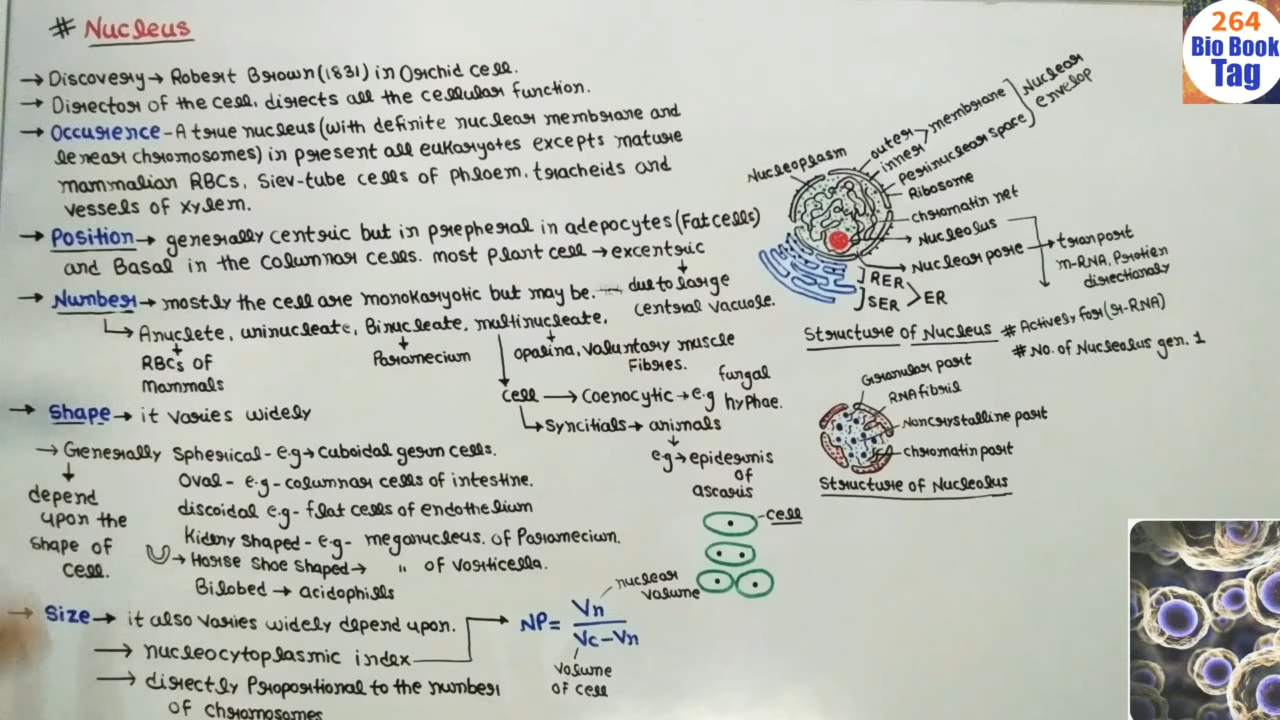 # Nucleus
→ Discovery → Robert Brown (1831) in Orchid cell.
→ Director of the cell, directs all the cellular function.
→ Occurence - A true nucleus (with definite nuclear membrane and
lenear chromosomes) in present all eukaryotes excepts mature
mammalian RBCs, Siev-tube cells of phloem, tracheids and
vessels of xylem.
→ Position → generally centric but in prepheral in adepocytes (Fat cells)
and Basal in the columnar cells. most plant cell → excentric
due to large
central vacuole.
→ Number → mostly the cell are monokaryotic but may be.
Anuclete, uninucleate, Binucleate, multinucleate,
RBCs of
Mammals
Paramecium
opalina, voluntary muscle
Fibres.
cell → Coenocytic → e.g fungal
hyphae.
Syncitials → animals
e.g → epidermis
of
ascaris
cell
→ Shape → it varies widely
→ Generally Spherical - e.g → cuboidal germ cells.
depend
upon the
shape of
cell.
Oval - e.g - columnar cells of intestine.
discoidal e.g - flat cells of endothelium
Kideny shaped - e.g - meganucleus. of Paramecium.
→ Horse Shoe Shaped → " of vorticella.
Bilobed → acidophills
→ Size → it also varies widely depend upon.
→ nucleocytoplasmic index
→ directly Propositional to the number
of chromosomes
NP = Vn / Vc - Vn
nuclear
volume
volume
of cell
Nucleoplasm
outer
inner
membrane
Perinuclear space
Nuclear
envelop
Ribosome
chromatin net
Nucleolus
Nuclear pore
tranport
m-RNA, Protien
directionaly
RER
SER
ER
Structure of Nucleus
# Actively for (r-RNA)
# No. of Nucleolus gen. 1
Granular part
RNA fibril
Noncrystalline part
chromatin part
Structure of Nucleolus
264
Bio Book
Tag